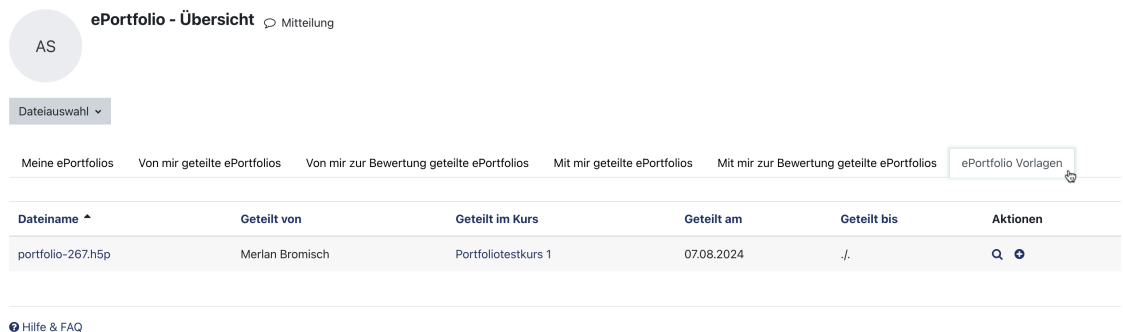 ePortfolio - Übersicht Mitteilung
AS
Dateiauswahl
Meine ePortfolios Von mir geteilte ePortfolios Von mir zur Bewertung geteilte ePortfolios Mit mir geteilte ePortfolios Mit mir zur Bewertung geteilte ePortfolios ePortfolio Vorlagen
Dateiname Geteilt von Geteilt im Kurs Geteilt am Geteilt bis Aktionen
portfolio-267.h5p Merlan Bromisch Portfoliotestkurs 1 07.08.2024 ./.
Hilfe & FAQ